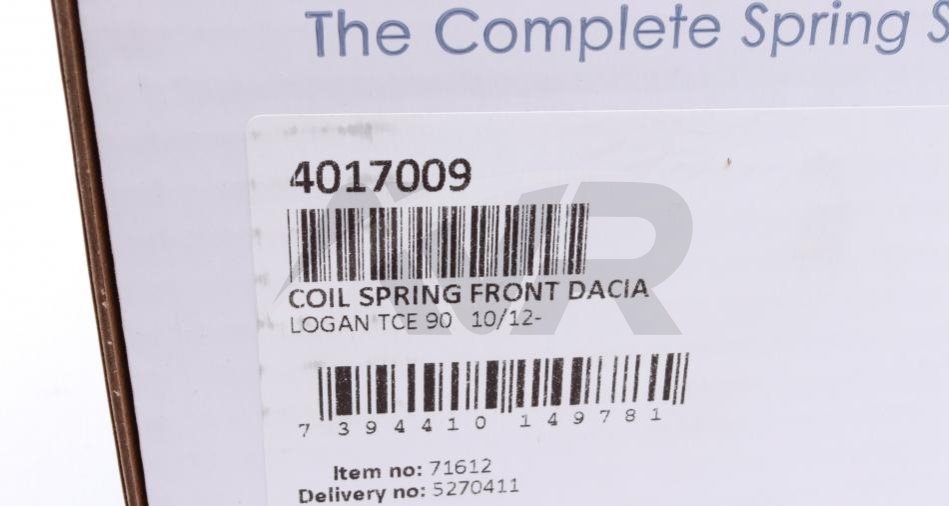 The Complete Spring S
4017009
COIL SPRING FRONT DACIA
LOGAN TCE 90 10/12-
7 394410 149781
Item no: 71612
Delivery no: 5270411